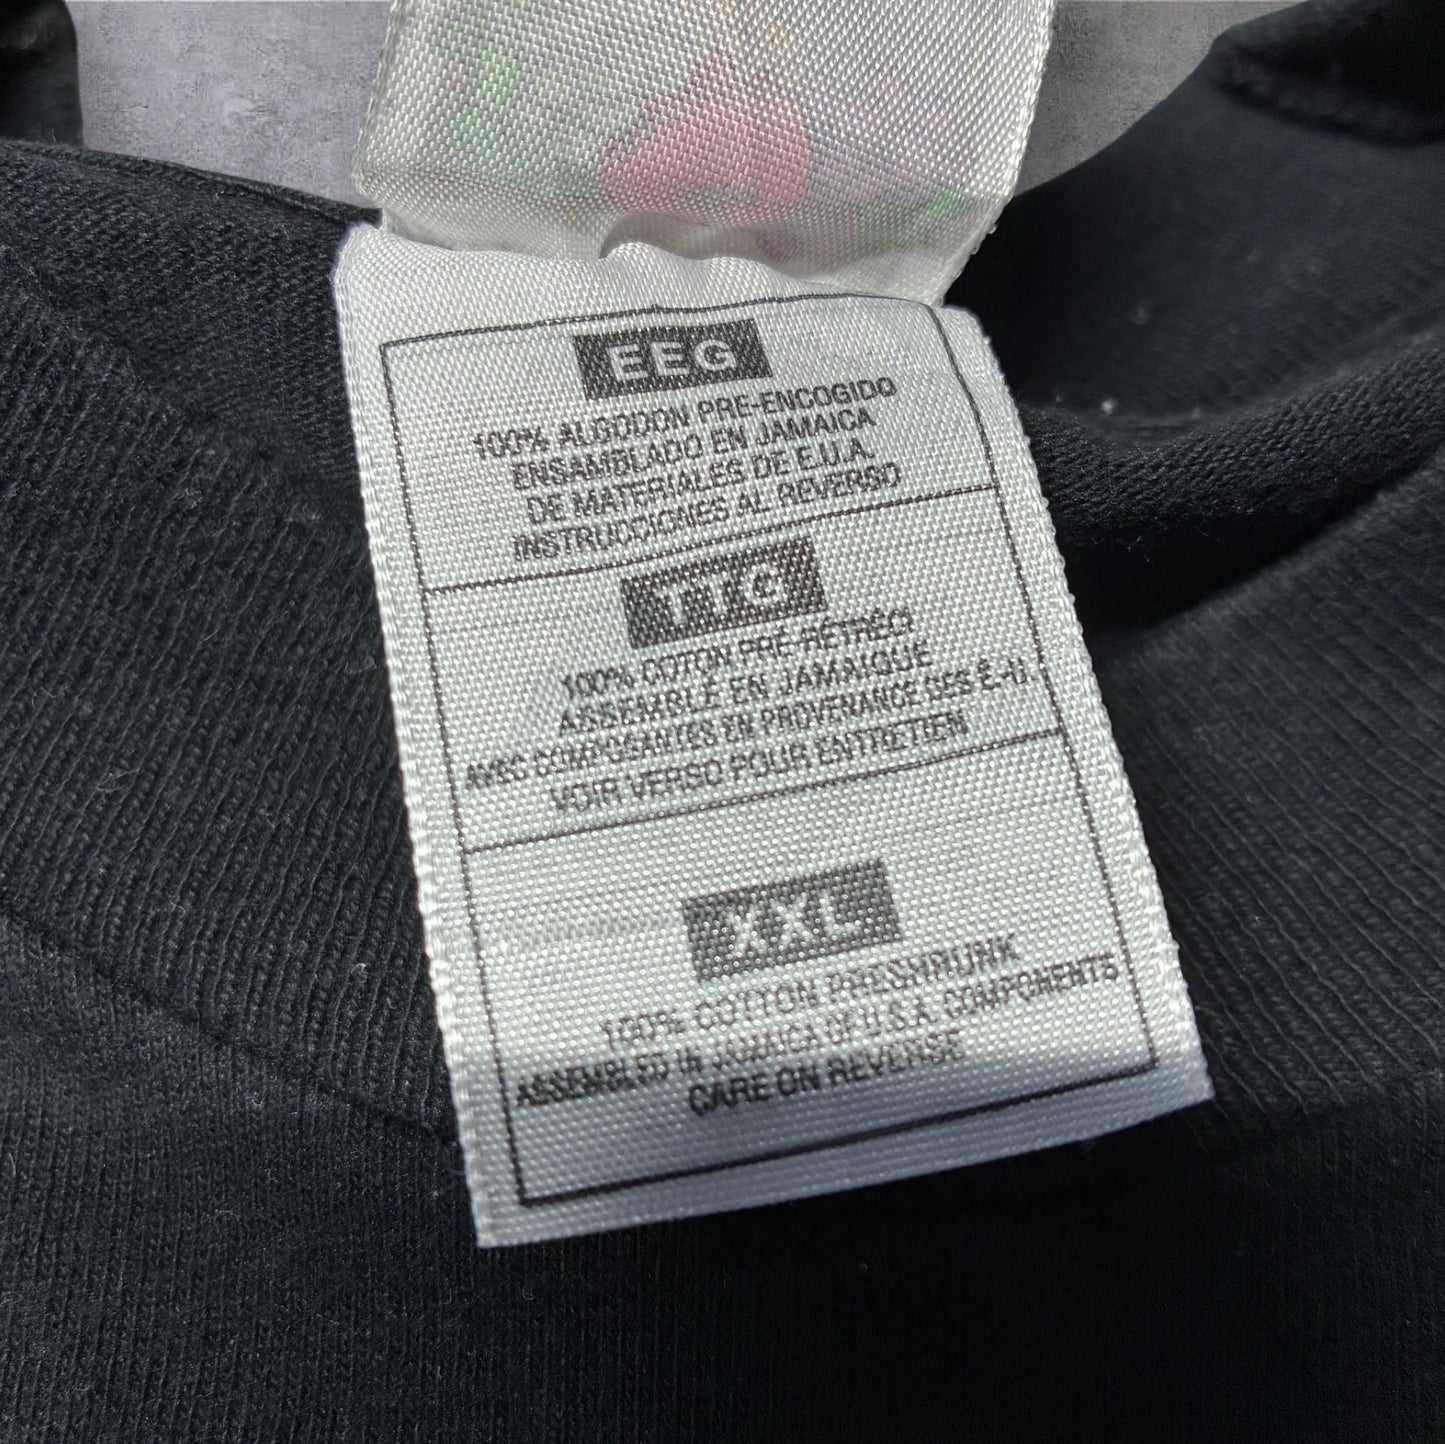 EEG
100% ALGODON PRE-ENCOGIDO
ENSAMBLADO EN JAMAICA
DE MATERIALES DE E.U.A.
INSTRUCCIONES AL REVERSO
TTG
100% COTON PRÉ-RÉTRÉCI
ASSEMBLÉ EN JAMAIQUE
AVEC COMPOSANTES EN PROVENANCE DES É.-U.
VOIR VERSO POUR ENTRETIEN
XXL
100% COTTON PRESHRUNK
ASSEMBLED IN JAMAICA OF U.S.A. COMPONENTS
CARE ON REVERSE